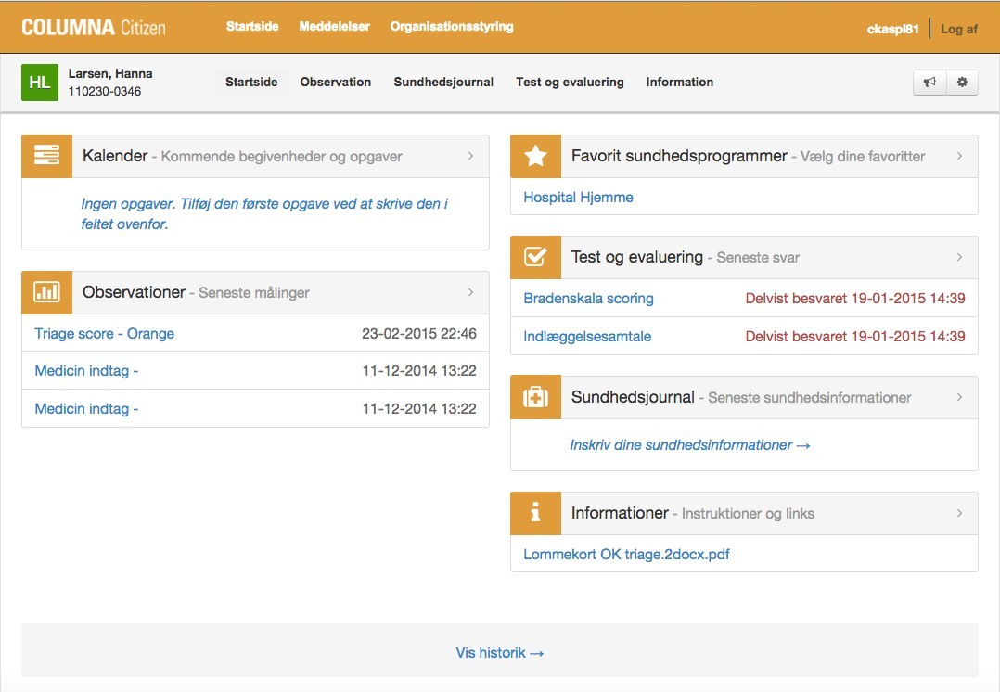 COLUMNA Citizen Startside Meddelelser Organisationsstyring ckaspl81 Log af
HL Larsen, Hanna
110230-0346
Startside Observation Sundhedsjournal Test og evaluering Information
Kalender - Kommende begivenheder og opgaver
Ingen opgaver. Tilføj den første opgave ved at skrive den i
feltet ovenfor.
Observationer - Seneste målinger
Triage score - Orange 23-02-2015 22:46
Medicin indtag - 11-12-2014 13:22
Medicin indtag - 11-12-2014 13:22
Favorit sundhedsprogrammer - Vælg dine favoritter
Hospital Hjemme
Test og evaluering - Seneste svar
Bradenskala scoring Delvist besvaret 19-01-2015 14:39
Indlæggelsesamtale Delvist besvaret 19-01-2015 14:39
Sundhedsjournal - Seneste sundhedsinformationer
Inskriv dine sundhedsinformationer →
Informationer - Instruktioner og links
Lommekort OK triage.2docx.pdf
Vis historik →